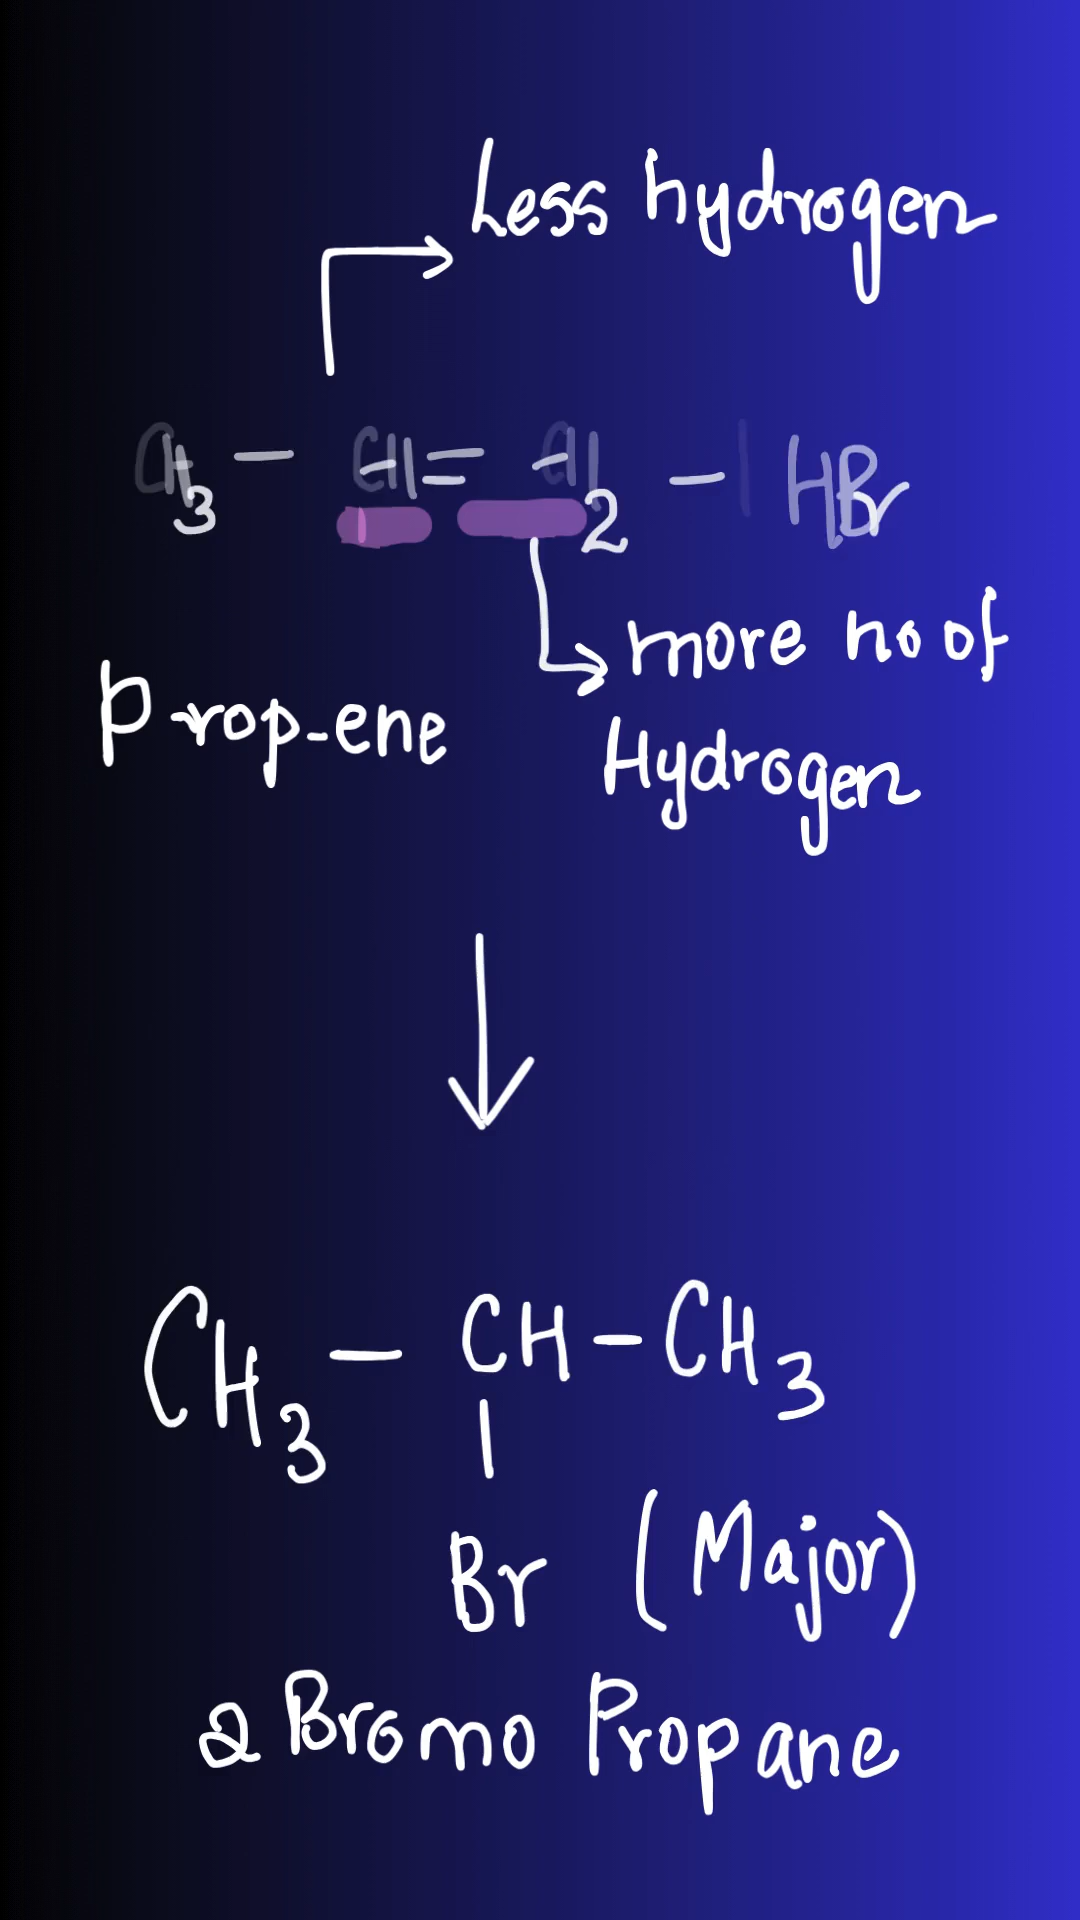 Less hydrogen
CH3 - CH = CH2 - HBr
more no of
Prop-ene
Hydrogen
CH3 - CH - CH3
|
Br (Major)
2 Bromo Propane